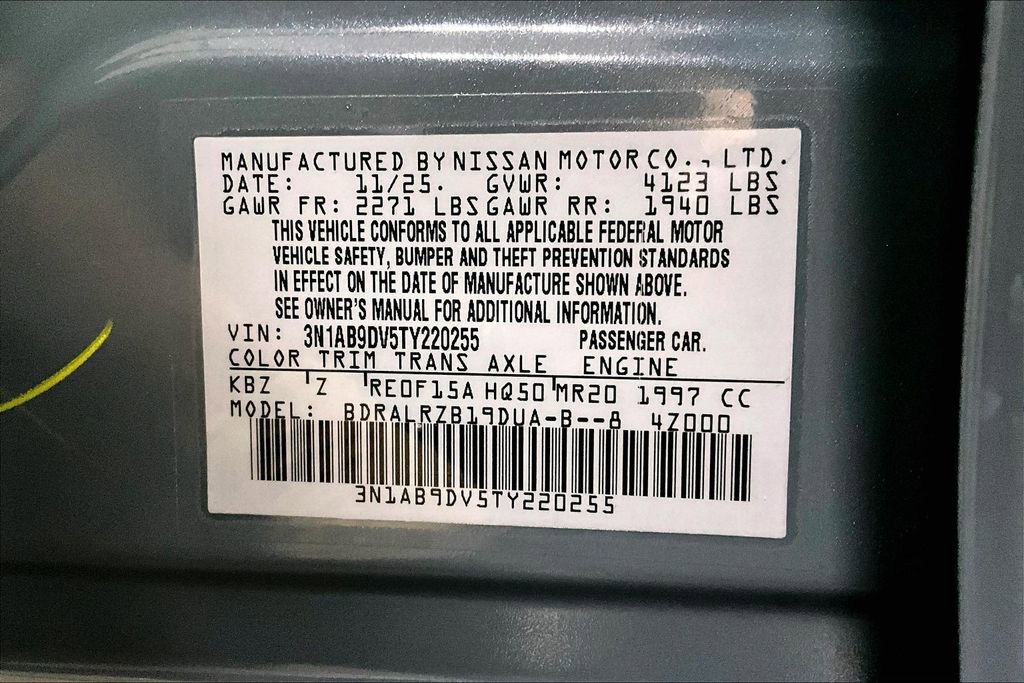 MANUFACTURED BY NISSAN MOTOR CO., LTD.
DATE: 11/25. GVWR: 4123 LBS
GAWR FR: 2271 LBS GAWR RR: 1940 LBS
THIS VEHICLE CONFORMS TO ALL APPLICABLE FEDERAL MOTOR
VEHICLE SAFETY, BUMPER AND THEFT PREVENTION STANDARDS
IN EFFECT ON THE DATE OF MANUFACTURE SHOWN ABOVE.
SEE OWNER'S MANUAL FOR ADDITIONAL INFORMATION.
VIN: 3N1AB9DV5TY220255 PASSENGER CAR.
COLOR TRIM TRANS AXLE ENGINE
KBZ Z RE0F15A HQ50 MR20 1997 CC
MODEL: BDRALRZB19DUA-B--8 4Z000
3N1AB9DV5TY220255